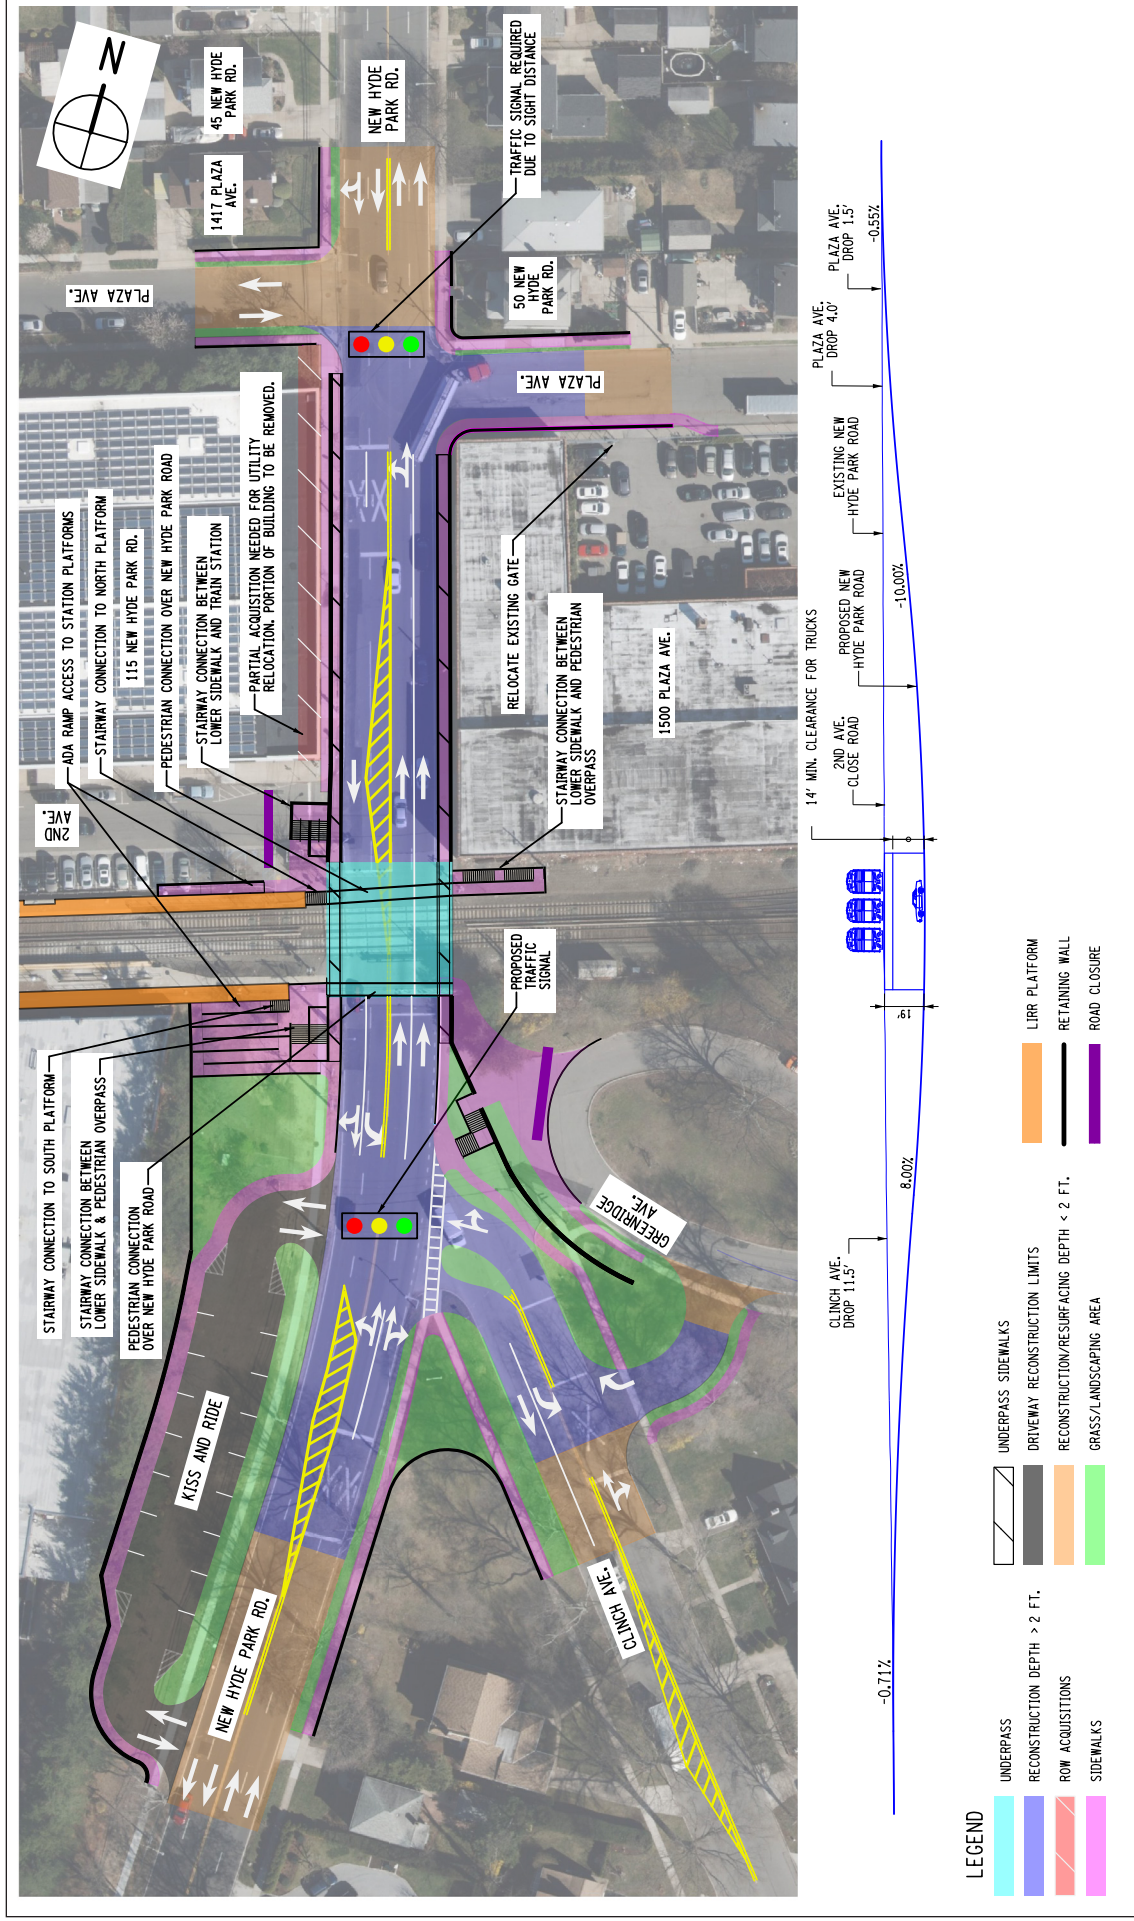 N
45 NEW HYDE
PARK RD.
1417 PLAZA
AVE.
NEW HYDE
PARK RD.
TRAFFIC SIGNAL REQUIRED
DUE TO SIGHT DISTANCE
PLAZA AVE.
50 NEW
HYDE
PARK RD.
PLAZA AVE.
PARTIAL ACQUISITION NEEDED FOR UTILITY
RELOCATION. PORTION OF BUILDING TO BE REMOVED.
STAIRWAY CONNECTION BETWEEN
LOWER SIDEWALK AND TRAIN STATION
PEDESTRIAN CONNECTION OVER NEW HYDE PARK ROAD
115 NEW HYDE PARK RD.
STAIRWAY CONNECTION TO NORTH PLATFORM
ADA RAMP ACCESS TO STATION PLATFORMS
2ND
AVE.
RELOCATE EXISTING GATE
STAIRWAY CONNECTION BETWEEN
LOWER SIDEWALK AND PEDESTRIAN
OVERPASS
1500 PLAZA AVE.
PROPOSED
TRAFFIC
SIGNAL
STAIRWAY CONNECTION TO SOUTH PLATFORM
STAIRWAY CONNECTION BETWEEN
LOWER SIDEWALK & PEDESTRIAN OVERPASS
PEDESTRIAN CONNECTION
OVER NEW HYDE PARK ROAD
GREENRIDGE
AVE.
KISS AND RIDE
NEW HYDE PARK RD.
CLINCH AVE.
-0.71%
CLINCH AVE.
DROP 11.5'
8.00%
19'
14' MIN. CLEARANCE FOR TRUCKS
2ND AVE.
CLOSE ROAD
PROPOSED NEW
HYDE PARK ROAD
-10.00%
EXISTING NEW
HYDE PARK ROAD
PLAZA AVE.
DROP 4.0'
PLAZA AVE.
DROP 1.5'
-0.55%
LEGEND
UNDERPASS
RECONSTRUCTION DEPTH > 2 FT.
ROW ACQUISITIONS
SIDEWALKS
UNDERPASS SIDEWALKS
DRIVEWAY RECONSTRUCTION LIMITS
RECONSTRUCTION/RESURFACING DEPTH < 2 FT.
GRASS/LANDSCAPING AREA
LIRR PLATFORM
RETAINING WALL
ROAD CLOSURE